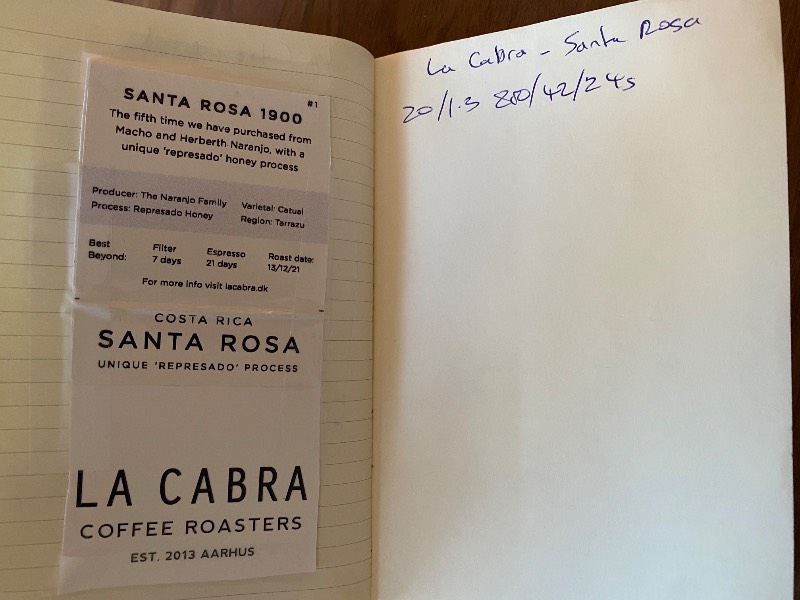 SANTA ROSA 1900
#1
The fifth time we have purchased from
Macho and Herberth Naranjo, with a
unique 'represado' honey process
Producer: The Naranjo Family
Process: Represado Honey
Varietal: Catuai
Region: Tarrazu
Best
Beyond:
Filter
7 days
Espresso
21 days
Roast date:
13/12/21
For more info visit lacabra.dk
COSTA RICA
SANTA ROSA
UNIQUE 'REPRESADO' PROCESS
LA CABRA
COFFEE ROASTERS
EST. 2013 AARHUS
La Cabra - Santa Rosa
20/1.3 /42/24s